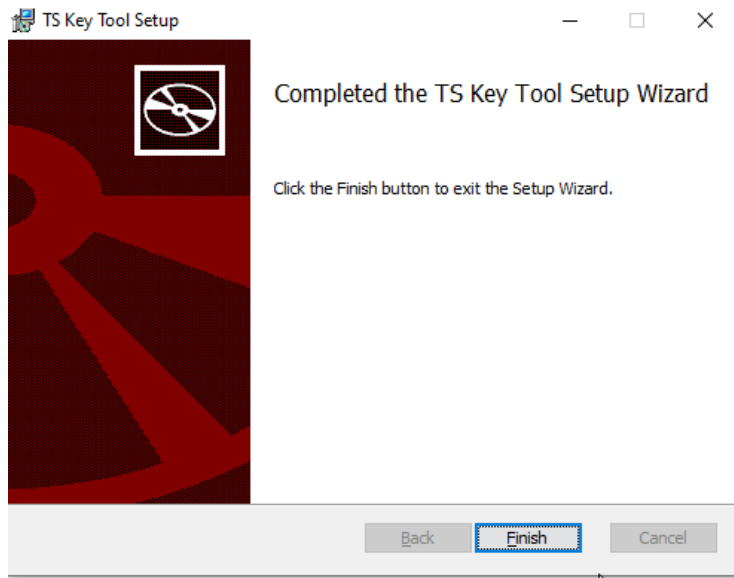 TS Key Tool Setup
Completed the TS Key Tool Setup Wizard
Click the Finish button to exit the Setup Wizard.
Back Finish Cancel